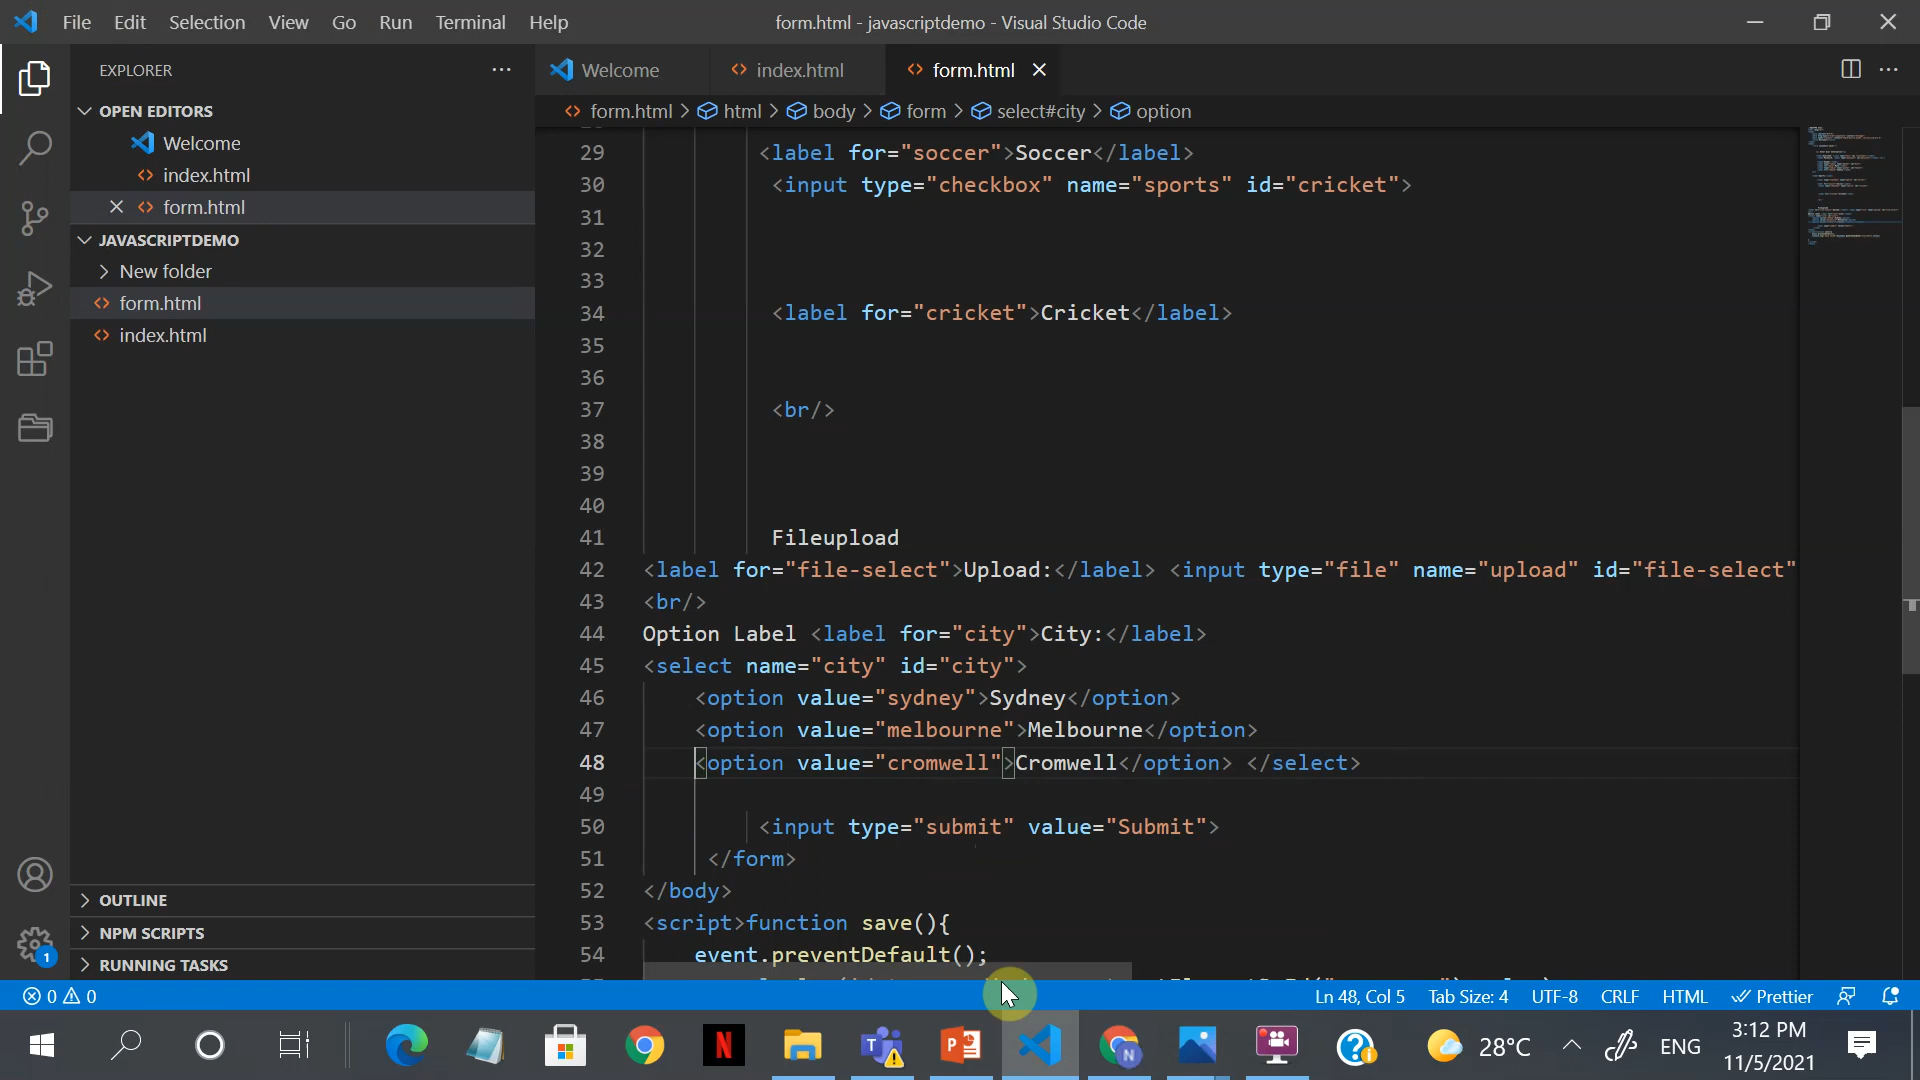 File Edit Selection View Go Run Terminal Help form.html - javascriptdemo - Visual Studio Code
EXPLORER
Welcome index.html form.html
OPEN EDITORS
Welcome
index.html
form.html
JAVASCRIPTDEMO
New folder
form.html
index.html
OUTLINE
NPM SCRIPTS
RUNNING TASKS
form.html > html > body > form > select#city > option
29 <label for="soccer">Soccer</label>
30 <input type="checkbox" name="sports" id="cricket">
31
32
33
34 <label for="cricket">Cricket</label>
35
36
37 <br/>
38
39
40
41 Fileupload
42 <label for="file-select">Upload:</label> <input type="file" name="upload" id="file-select"
43 <br/>
44 Option Label <label for="city">City:</label>
45 <select name="city" id="city">
46 <option value="sydney">Sydney</option>
47 <option value="melbourne">Melbourne</option>
48 <option value="cromwell">Cromwell</option> </select>
49
50 <input type="submit" value="Submit">
51 </form>
52 </body>
53 <script>function save(){
54 event.preventDefault();
1
0 0 Ln 48, Col 5 Tab Size: 4 UTF-8 CRLF HTML Prettier
28°C ENG 3:12 PM
11/5/2021